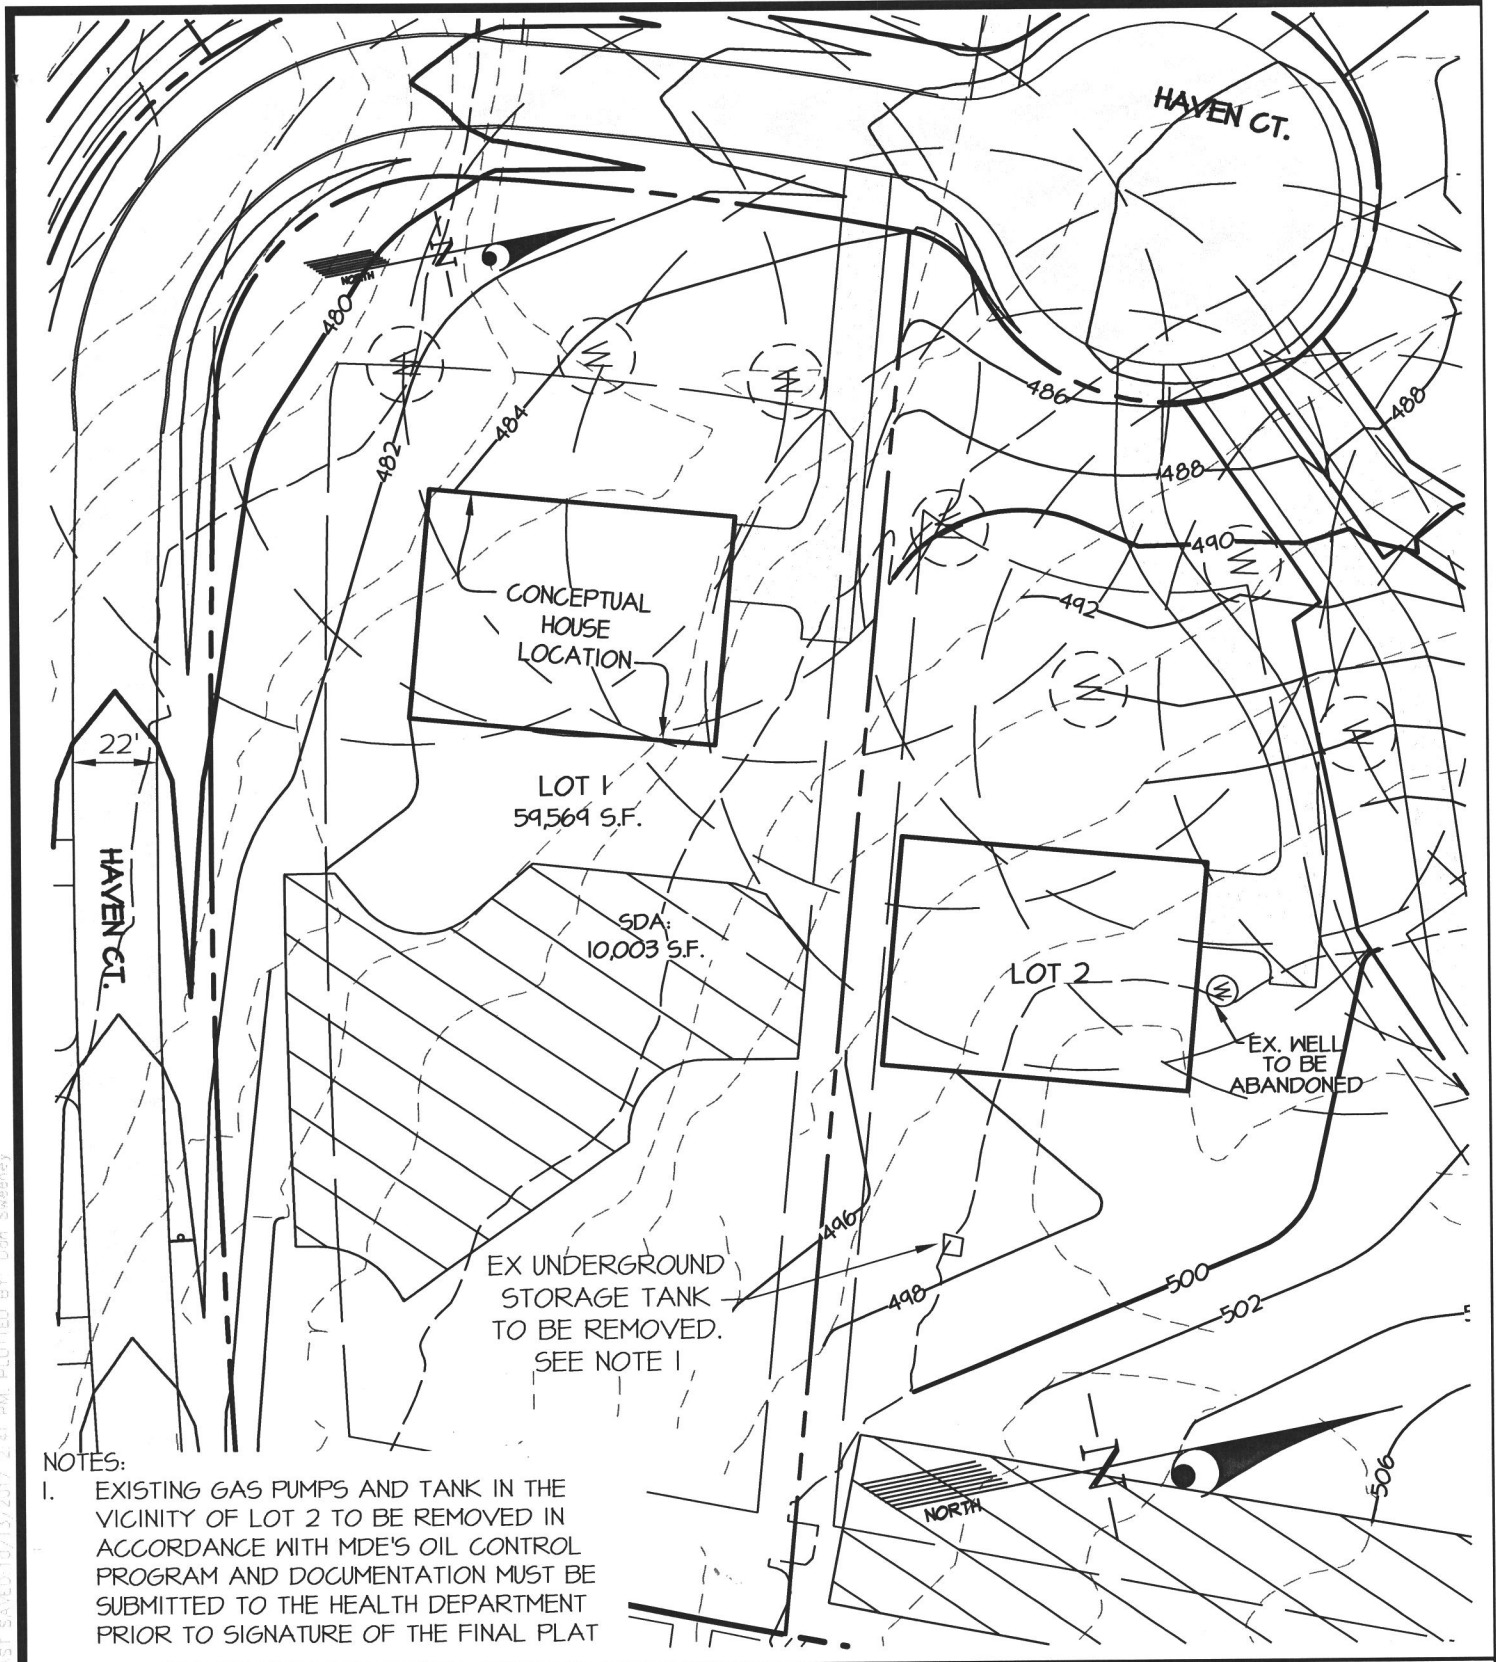 HAVEN CT.
N
NORTH
480
W
W
W
486
488
484
482
488
W
490
W
492
CONCEPTUAL
HOUSE
LOCATION
W
W
22'
LOT 1
59,569 S.F.
HAVEN CT.
SDA:
10,003 S.F.
LOT 2
W
EX. WELL
TO BE
ABANDONED
496
EX UNDERGROUND
STORAGE TANK
TO BE REMOVED.
SEE NOTE 1
498
500
502
N
NORTH
506
NOTES:
1. EXISTING GAS PUMPS AND TANK IN THE
VICINITY OF LOT 2 TO BE REMOVED IN
ACCORDANCE WITH MDE'S OIL CONTROL
PROGRAM AND DOCUMENTATION MUST BE
SUBMITTED TO THE HEALTH DEPARTMENT
PRIOR TO SIGNATURE OF THE FINAL PLAT